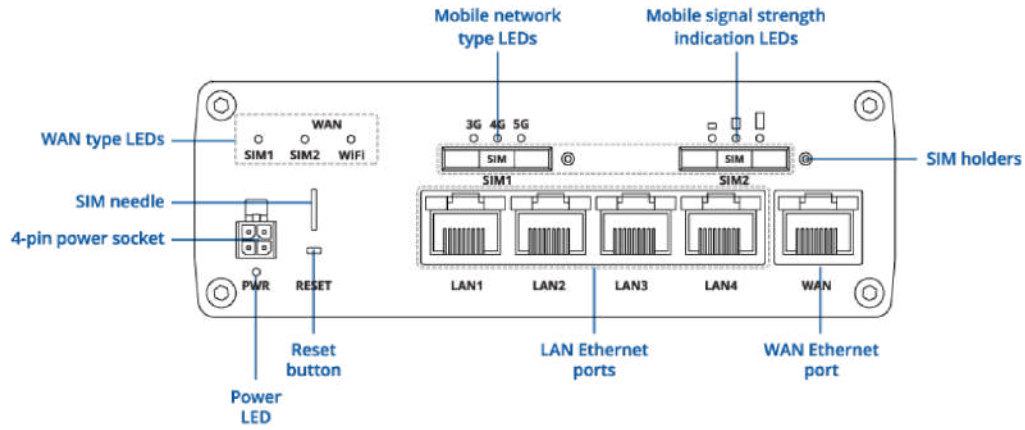 Mobile network
type LEDs
Mobile signal strength
indication LEDs
WAN type LEDs
WAN
SIM1 SIM2 WiFi
3G 4G 5G
SIM
SIM1
SIM
SIM2
SIM holders
SIM needle
4-pin power socket
PWR RESET LAN1 LAN2 LAN3 LAN4 WAN
Reset
button
LAN Ethernet
ports
WAN Ethernet
port
Power
LED